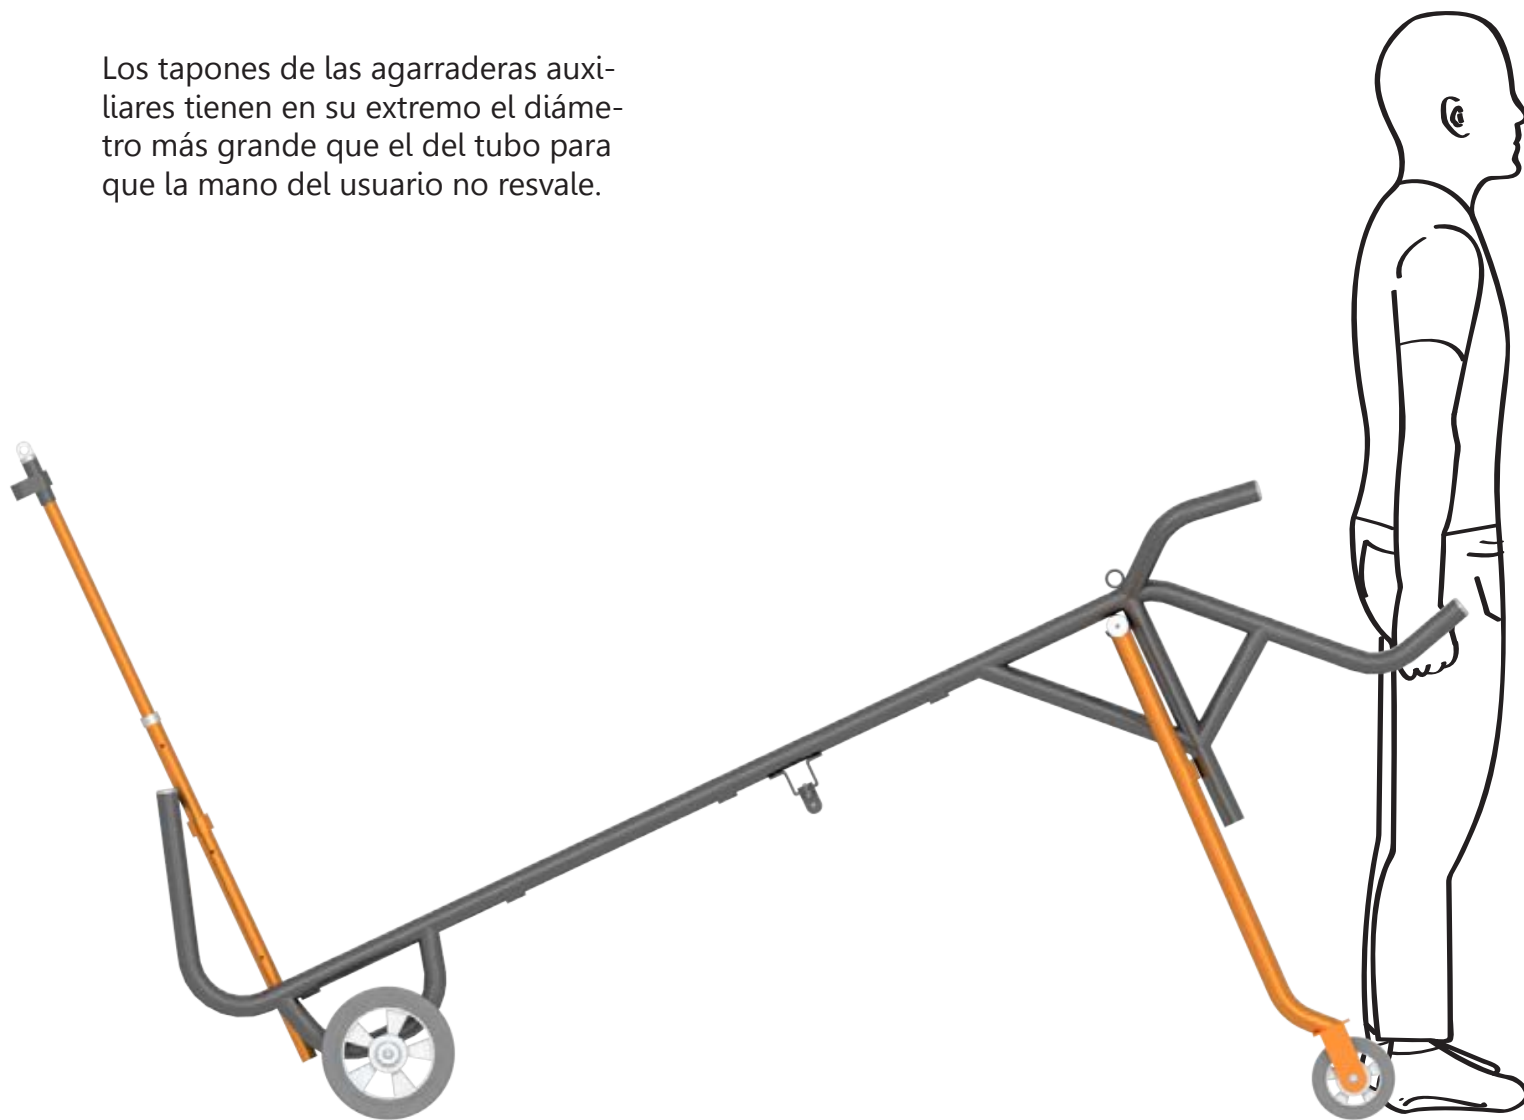 Los tapones de las agarraderas auxi-
liares tienen en su extremo el diáme-
tro más grande que el del tubo para
que la mano del usuario no resvale.